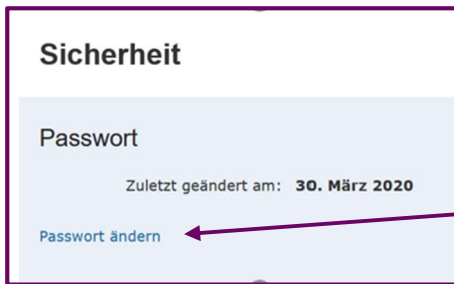 Sicherheit
Passwort
Zuletzt geändert am: 30. März 2020
Passwort ändern